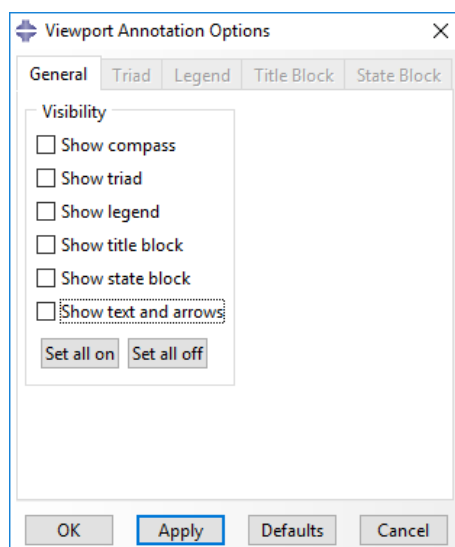 Viewport Annotation Options
General Triad Legend Title Block State Block
Visibility
Show compass
Show triad
Show legend
Show title block
Show state block
Show text and arrows
Set all on Set all off
OK Apply Defaults Cancel